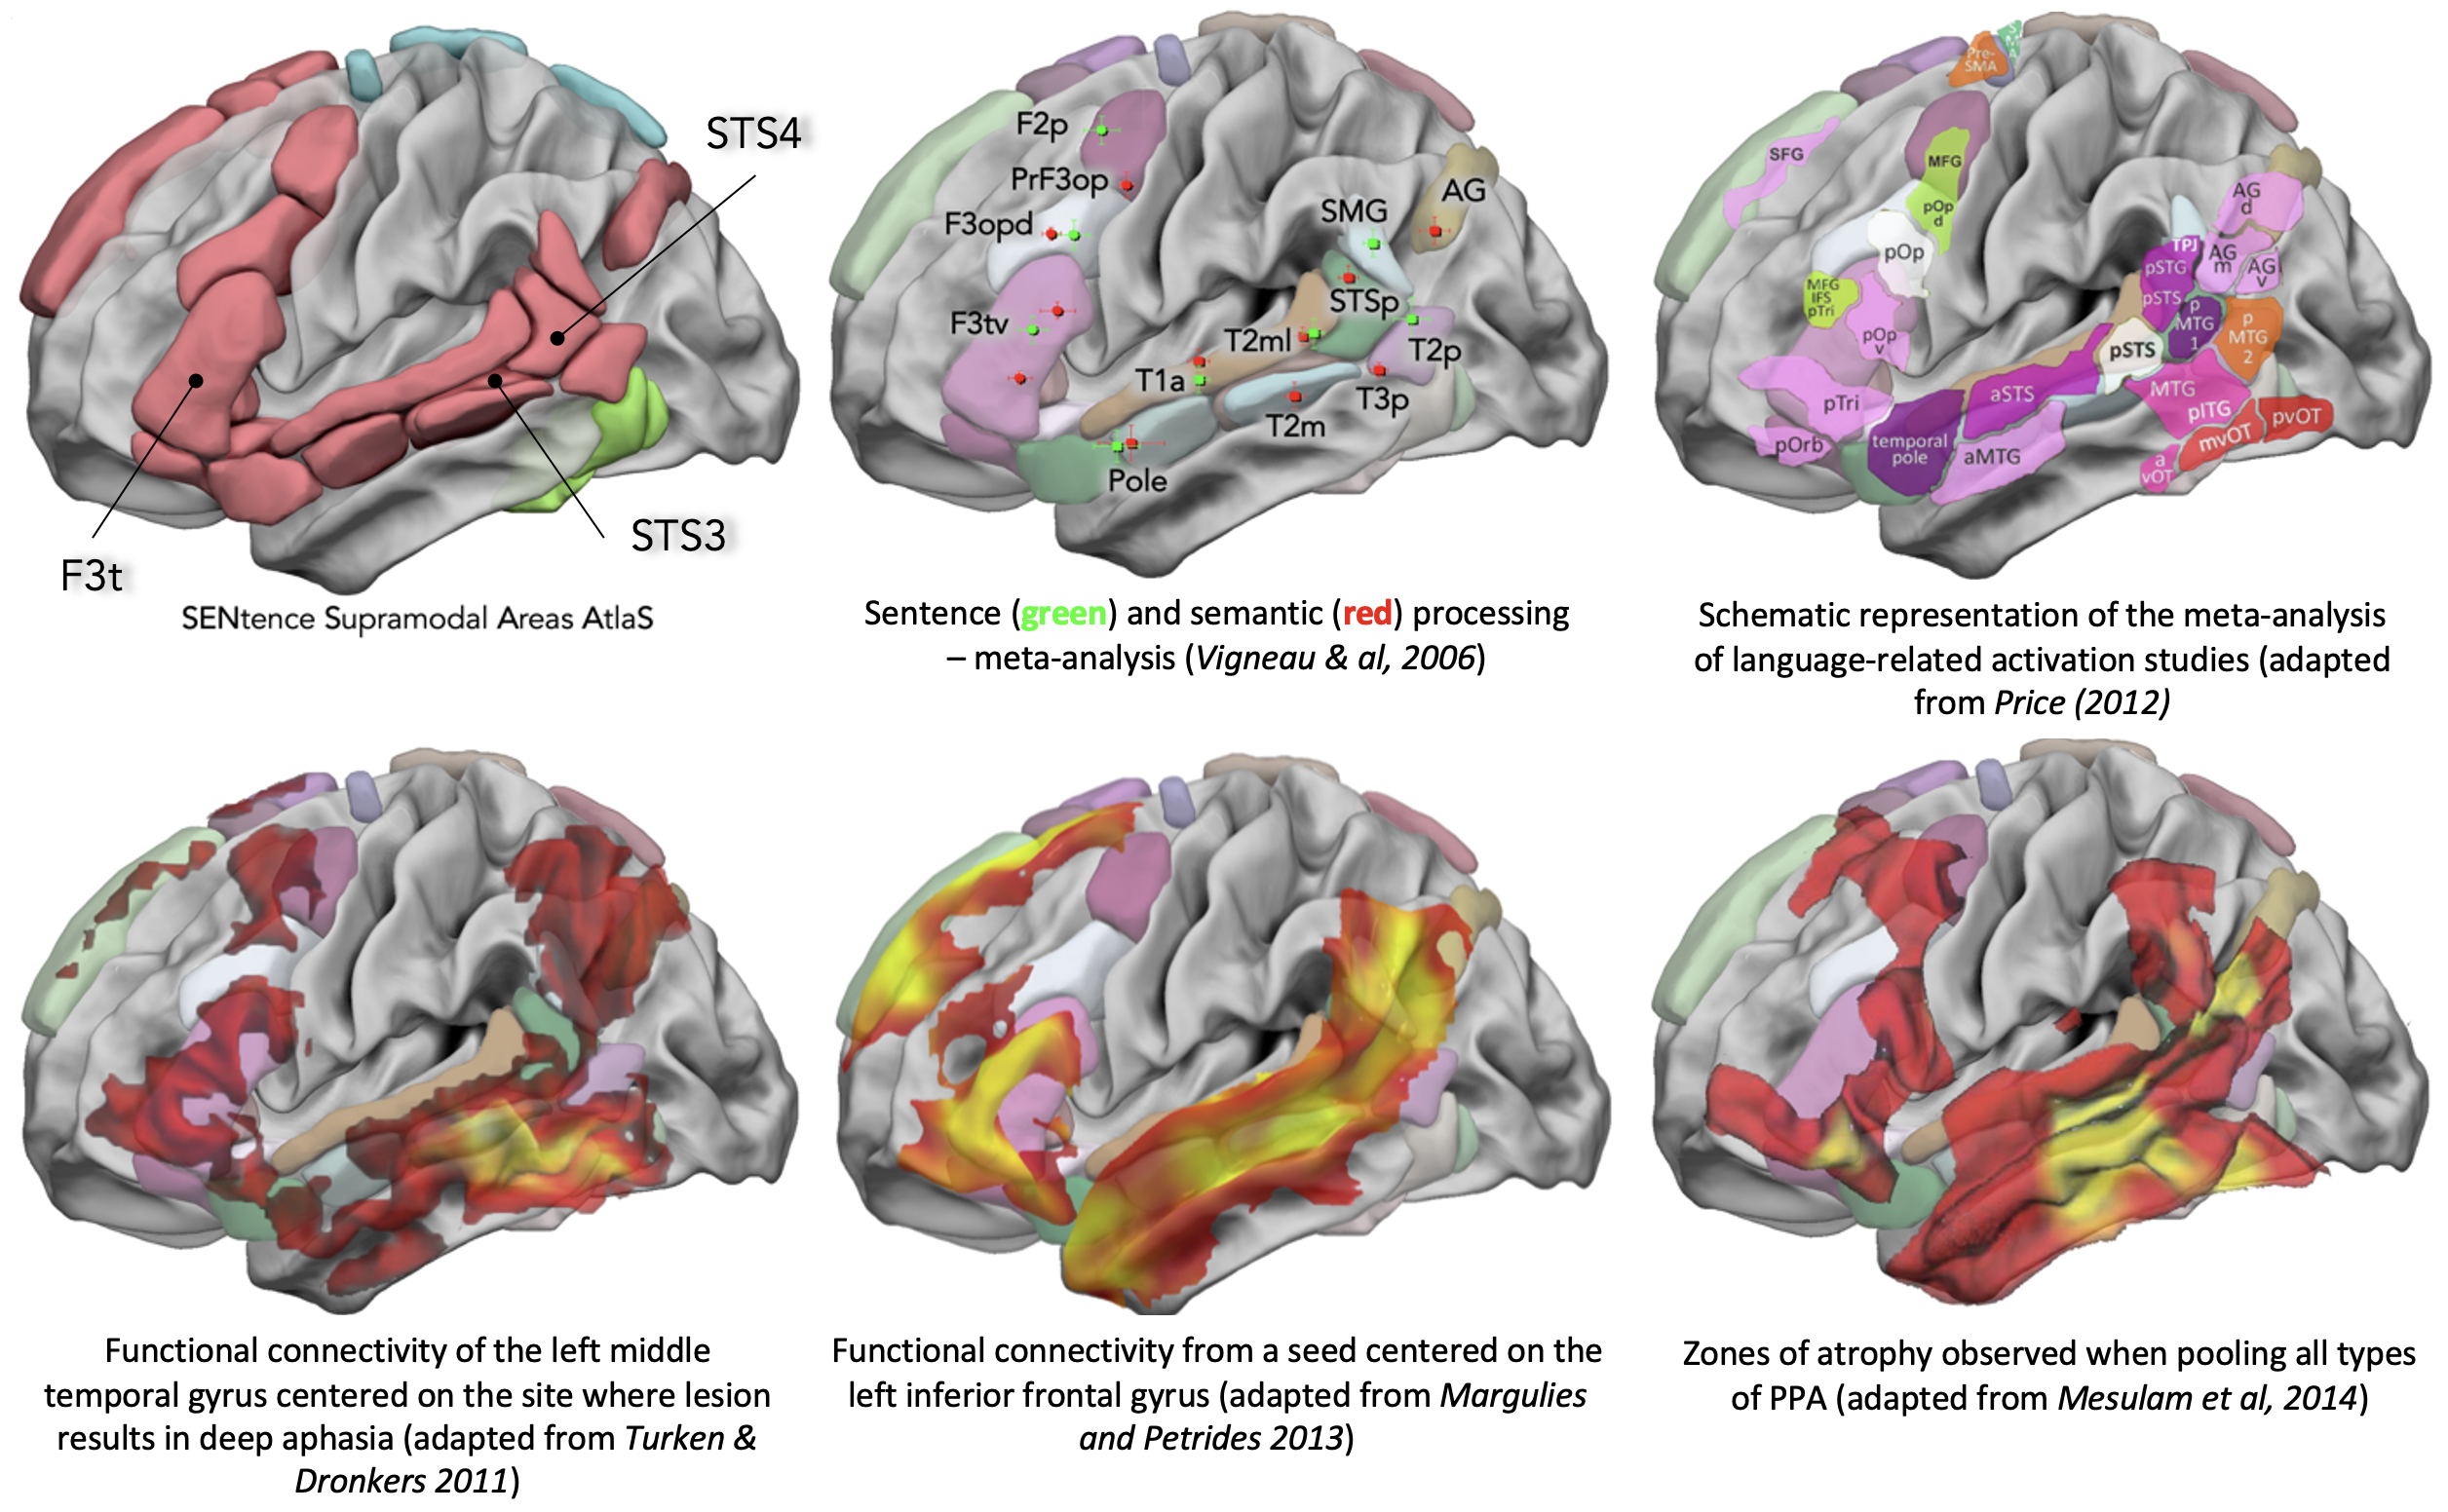 STS4
F3t
STS3
SENtence Supramodal Areas AtlaS
F2p
PrF3op
F3opd
SMG
AG
F3tv
STSp
T2ml
T2p
T1a
T3p
T2m
Pole
Sentence (green) and semantic (red) processing
– meta-analysis (Vigneau & al, 2006)
Pre-
SMA
S
M
A
SFG
MFG
pOp
d
pOp
MFG
IFS
pTri
pOp
v
pTri
pOrb
temporal
pole
aSTS
aMTG
pSTS
AG
d
TPJ
pSTG
AG
m
AG
v
pSTS
p
MTG
1
p
MTG
2
MTG
pITG
pvOT
mvOT
a
vOT
Schematic representation of the meta-analysis
of language-related activation studies (adapted
from Price (2012)
Functional connectivity of the left middle
temporal gyrus centered on the site where lesion
results in deep aphasia (adapted from Turken &
Dronkers 2011)
Functional connectivity from a seed centered on the
left inferior frontal gyrus (adapted from Margulies
and Petrides 2013)
Zones of atrophy observed when pooling all types
of PPA (adapted from Mesulam et al, 2014)